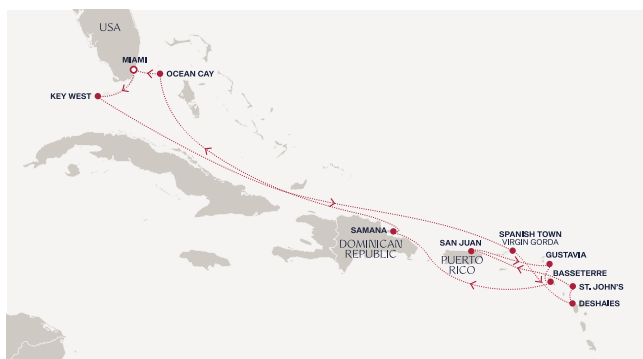 USA
MIAMI
OCEAN CAY
KEY WEST
SAMANA
DOMINICAN
REPUBLIC
SAN JUAN
PUERTO
RICO
SPANISH TOWN
VIRGIN GORDA
GUSTAVIA
BASSETERRE
ST. JOHN'S
DESHAIES